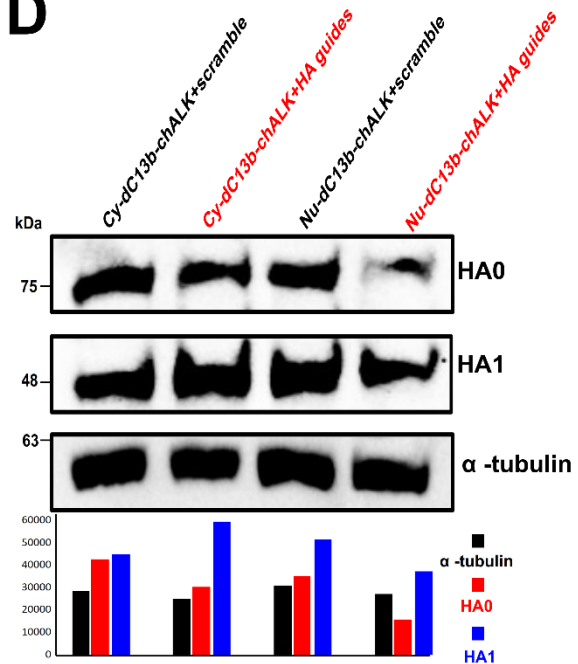 D
Cy-dC13b-chALK+scramble
Cy-dC13b-chALK+HA guides
Nu-dC13b-chALK+scramble
Nu-dC13b-chALK+HA guides
kDa
75
HA0
48
HA1
63
α -tubulin
60000
50000
40000
30000
20000
10000
0
α -tubulin
HA0
HA1